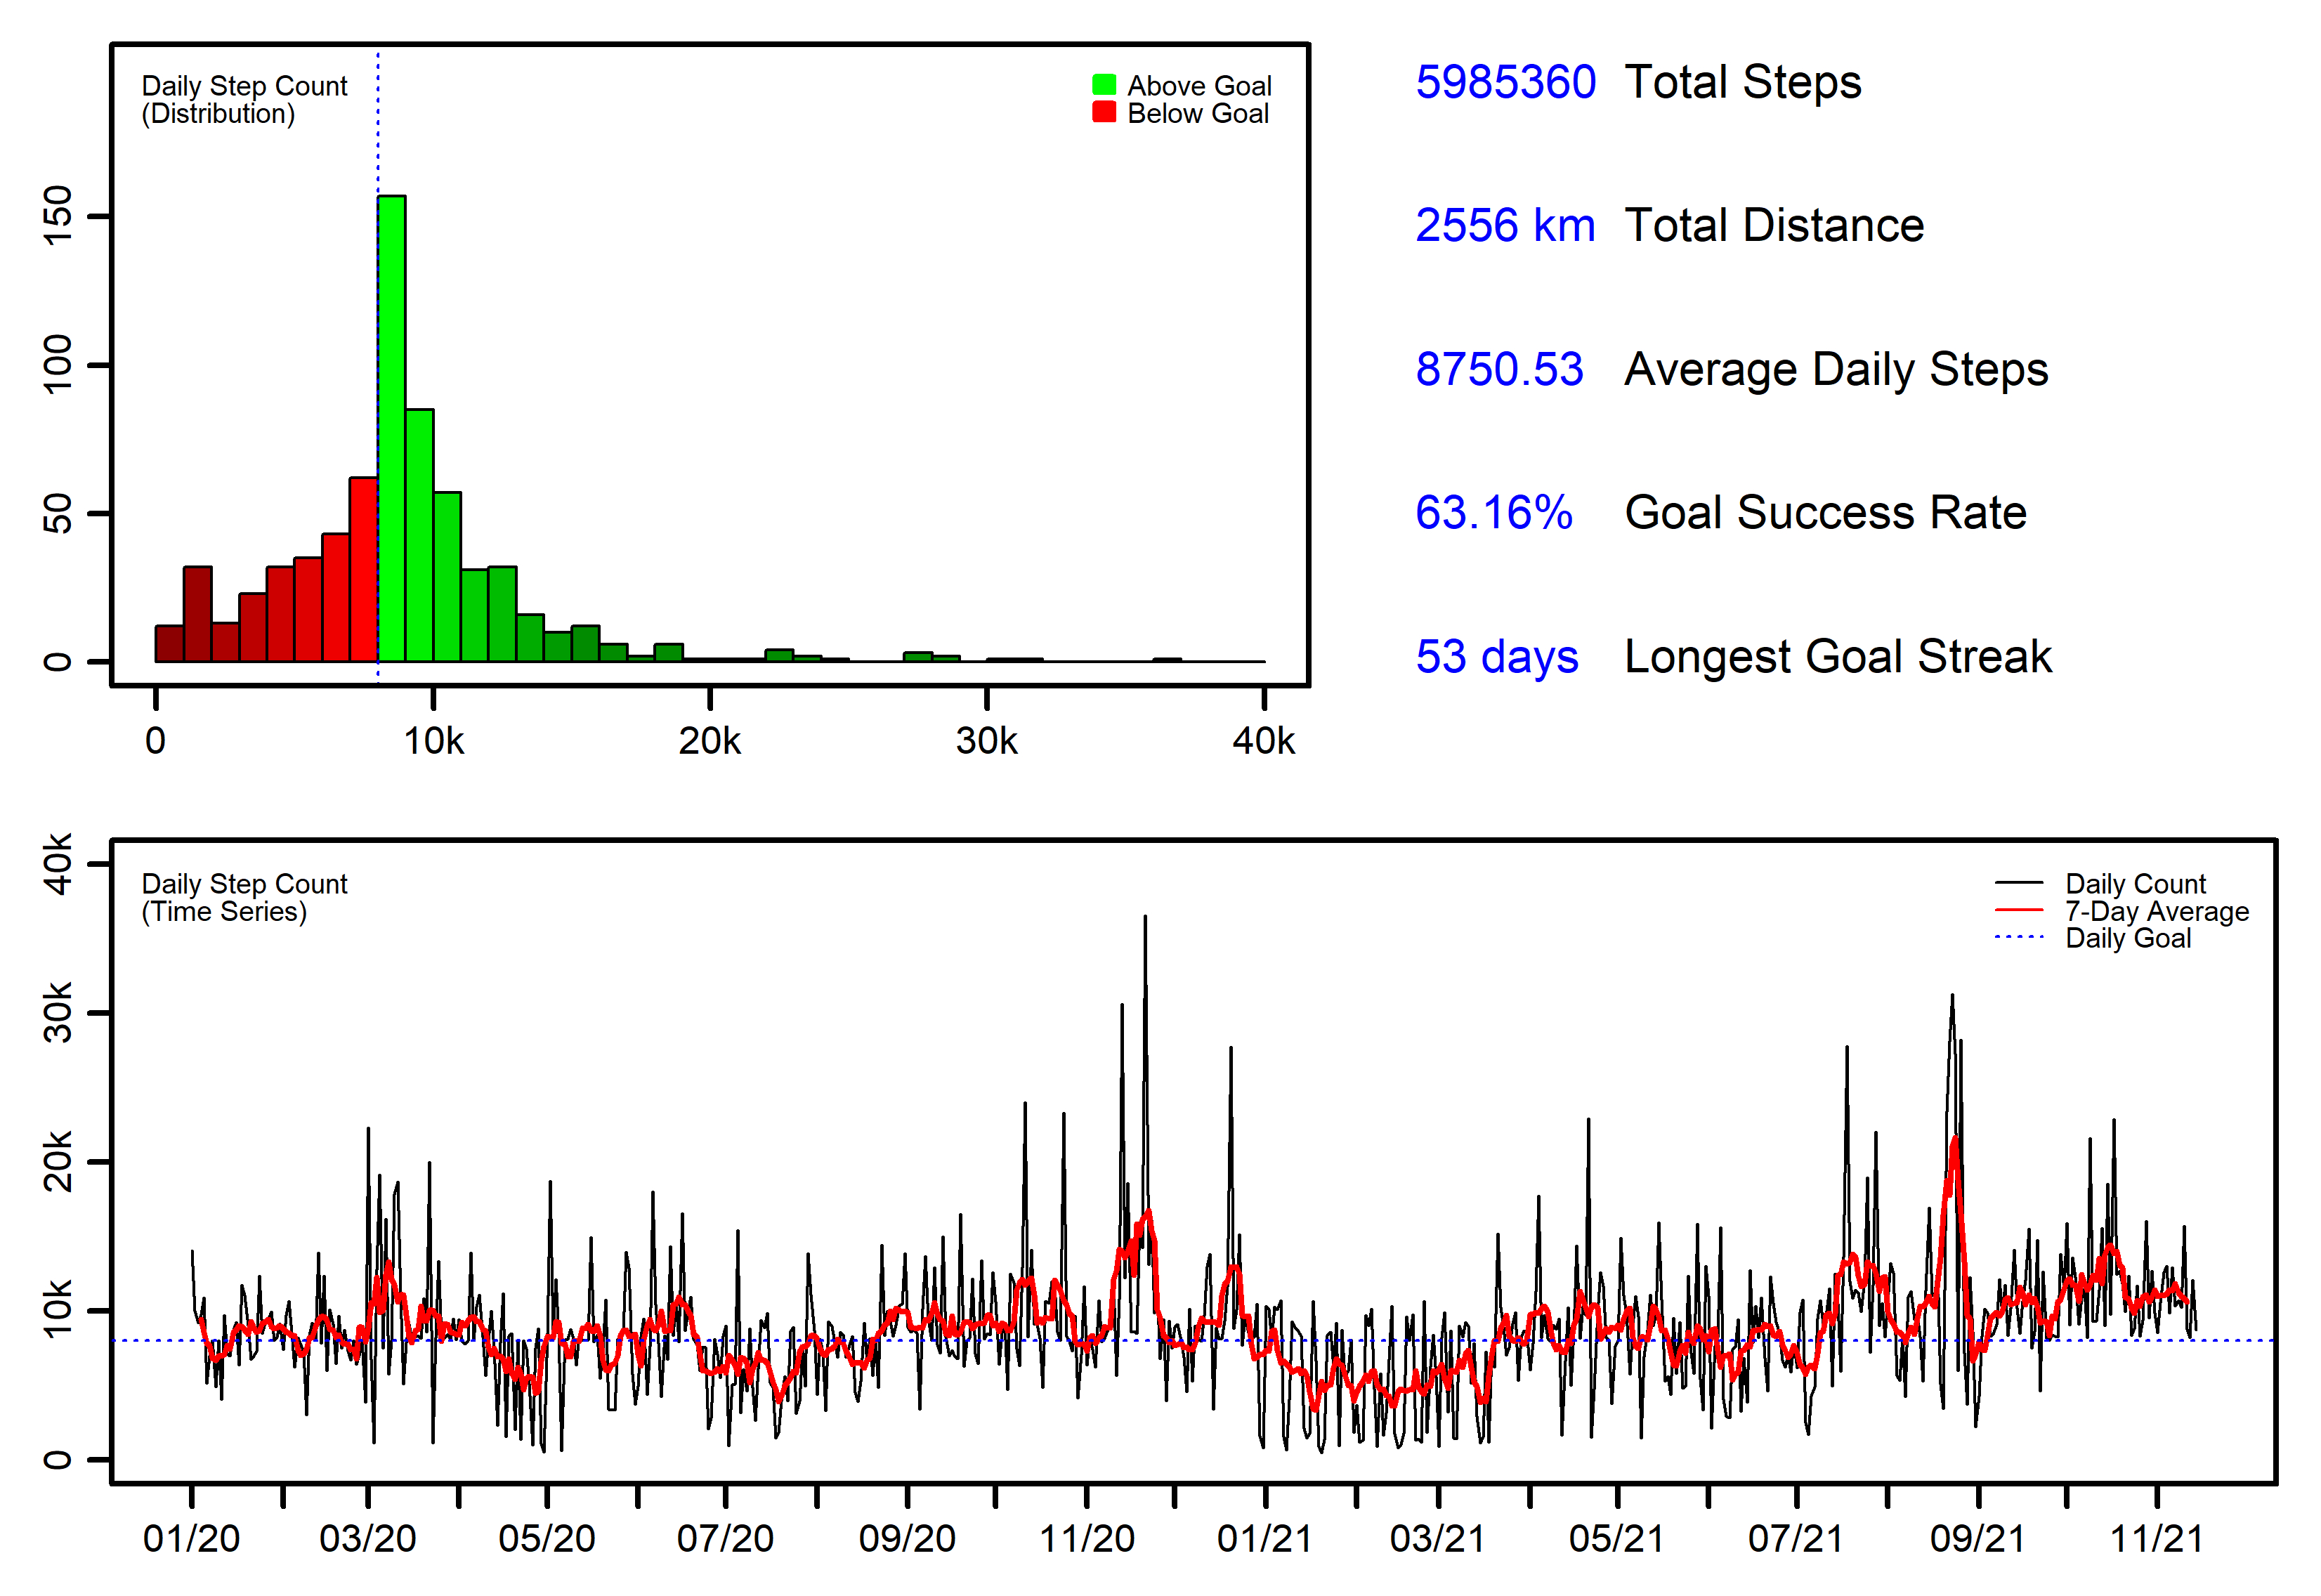 Daily Step Count
(Distribution)
Above Goal
Below Goal
150
100
50
0
0 10k 20k 30k 40k
5985360 Total Steps
2556 km Total Distance
8750.53 Average Daily Steps
63.16% Goal Success Rate
53 days Longest Goal Streak
Daily Step Count
(Time Series)
Daily Count
7-Day Average
Daily Goal
40k
30k
20k
10k
0
01/20 03/20 05/20 07/20 09/20 11/20 01/21 03/21 05/21 07/21 09/21 11/21